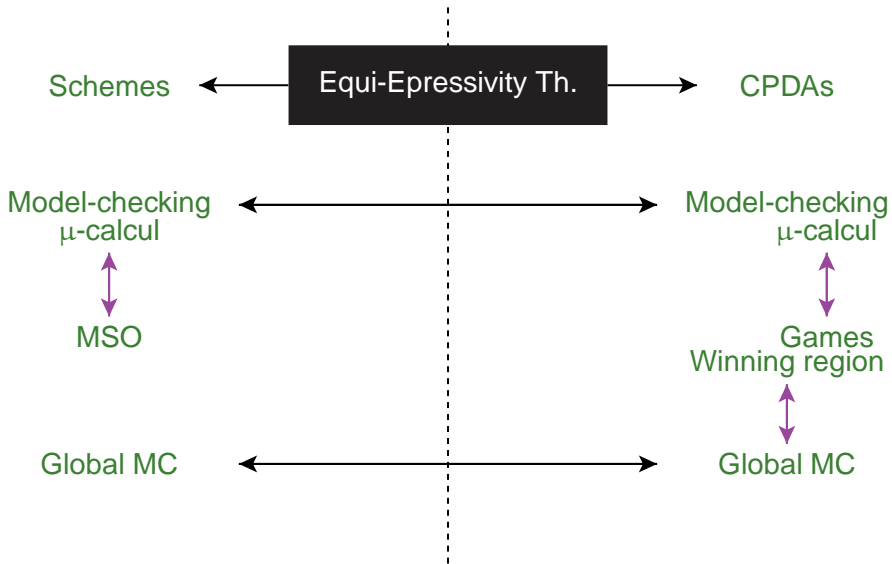 Schemes
Equi-Epressivity Th.
CPDAs
Model-checking
μ-calcul
Model-checking
μ-calcul
MSO
Games
Winning region
Global MC
Global MC